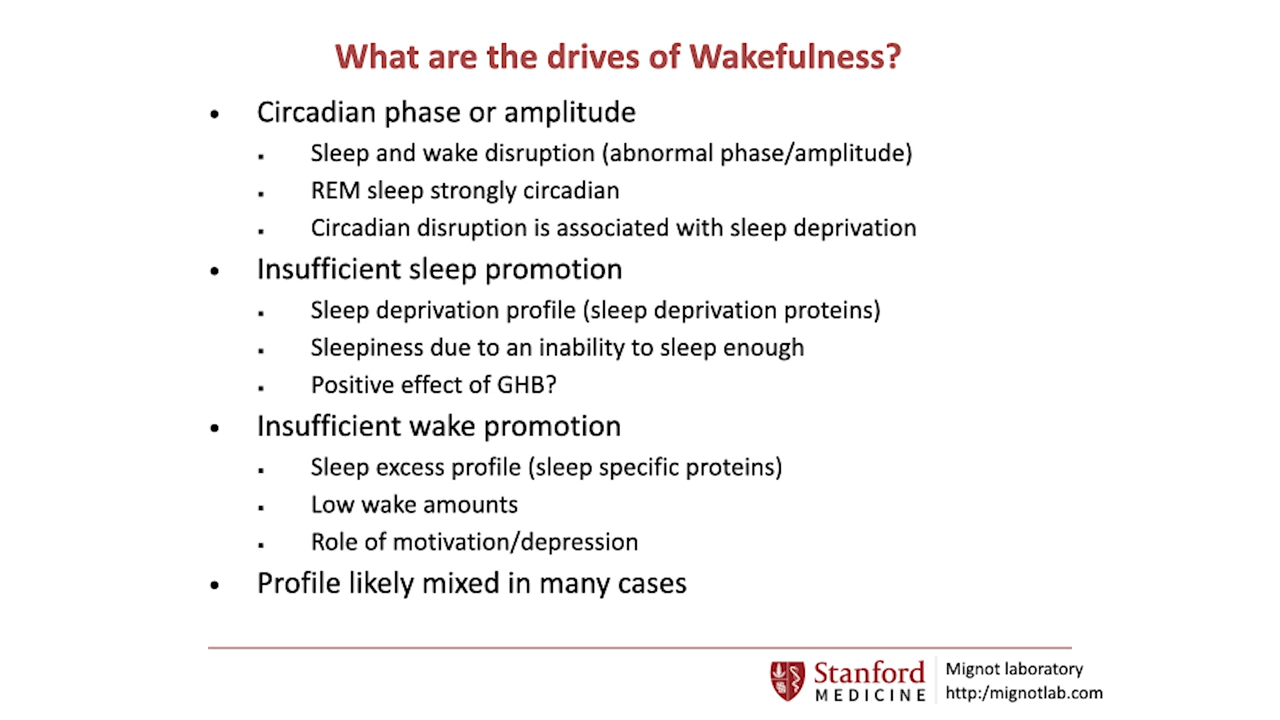 What are the drives of Wakefulness?
• Circadian phase or amplitude
▪ Sleep and wake disruption (abnormal phase/amplitude)
▪ REM sleep strongly circadian
▪ Circadian disruption is associated with sleep deprivation
• Insufficient sleep promotion
▪ Sleep deprivation profile (sleep deprivation proteins)
▪ Sleepiness due to an inability to sleep enough
▪ Positive effect of GHB?
• Insufficient wake promotion
▪ Sleep excess profile (sleep specific proteins)
▪ Low wake amounts
▪ Role of motivation/depression
• Profile likely mixed in many cases
Stanford
MEDICINE
Mignot laboratory
http:/mignotlab.com